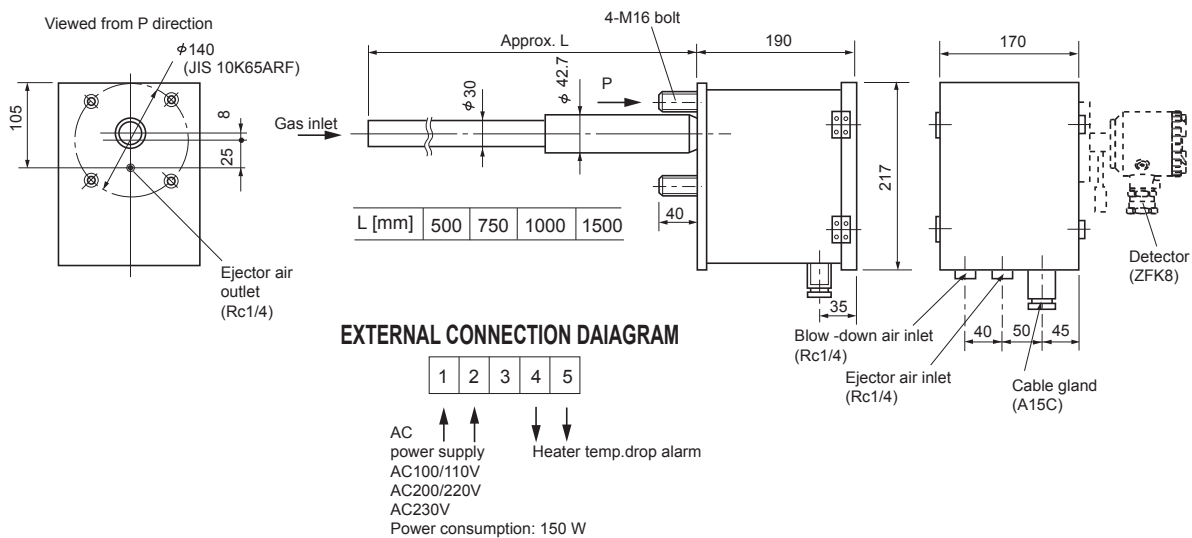 Viewed from P direction
ϕ140
(JIS 10K65ARF)
105
8
25
Ejector air
outlet
(Rc1/4)
Gas inlet
Approx. L
ϕ30
ϕ 42.7
P
4-M16 bolt
190
40
35
217
L [mm] 500 750 1000 1500
170
Detector
(ZFK8)
40 50 45
Blow -down air inlet
(Rc1/4)
Ejector air inlet
(Rc1/4)
Cable gland
(A15C)
EXTERNAL CONNECTION DAIAGRAM
1 2 3 4 5
AC
power supply
AC100/110V
AC200/220V
AC230V
Power consumption: 150 W
Heater temp.drop alarm